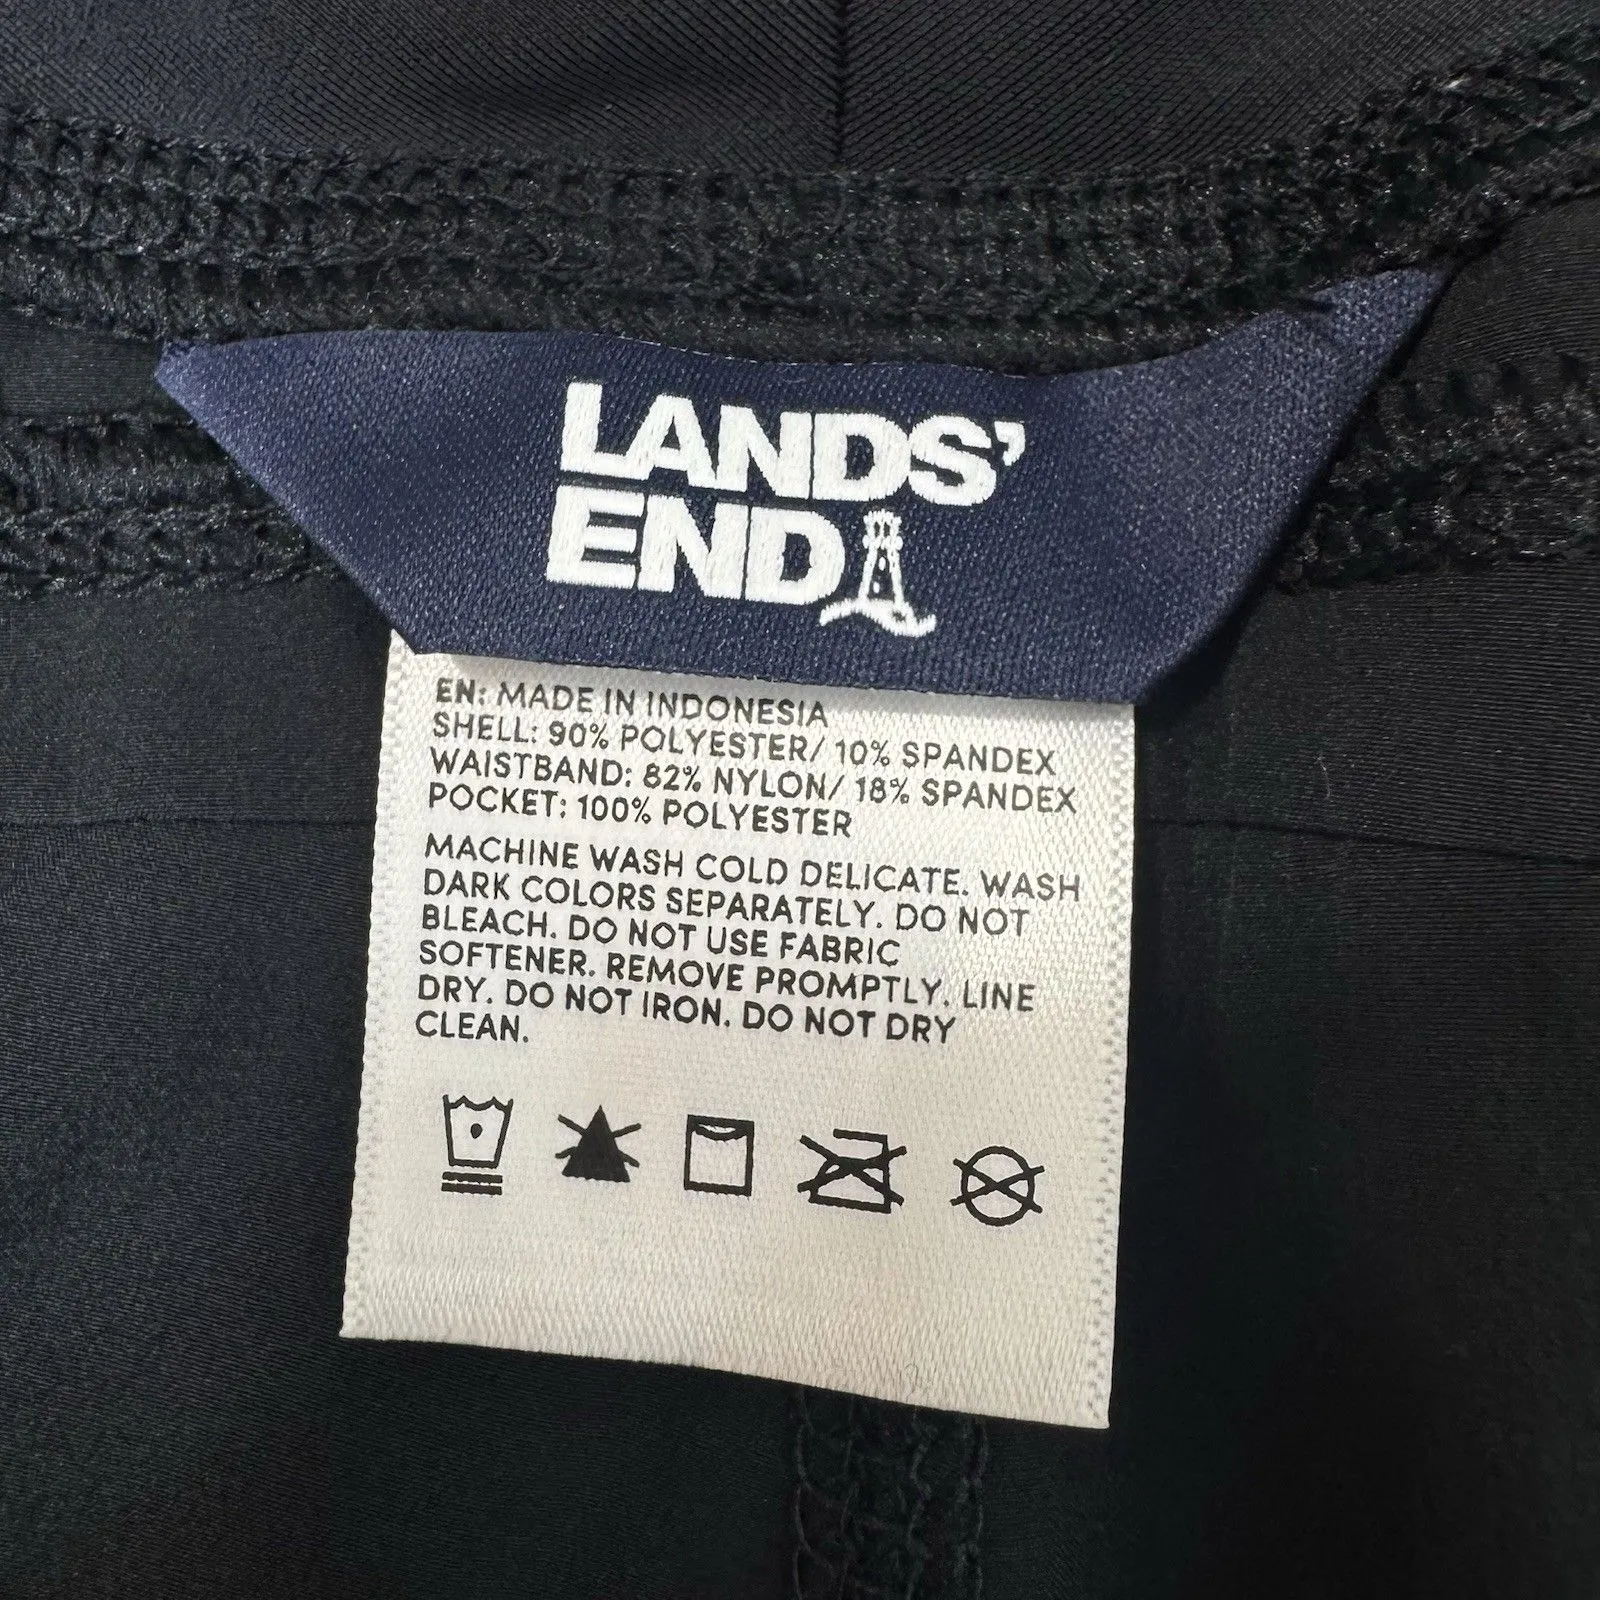 LANDS'
END
EN: MADE IN INDONESIA
SHELL: 90% POLYESTER/ 10% SPANDEX
WAISTBAND: 82% NYLON/ 18% SPANDEX
POCKET: 100% POLYESTER
MACHINE WASH COLD DELICATE. WASH
DARK COLORS SEPARATELY. DO NOT
BLEACH. DO NOT USE FABRIC
SOFTENER. REMOVE PROMPTLY. LINE
DRY. DO NOT IRON. DO NOT DRY
CLEAN.